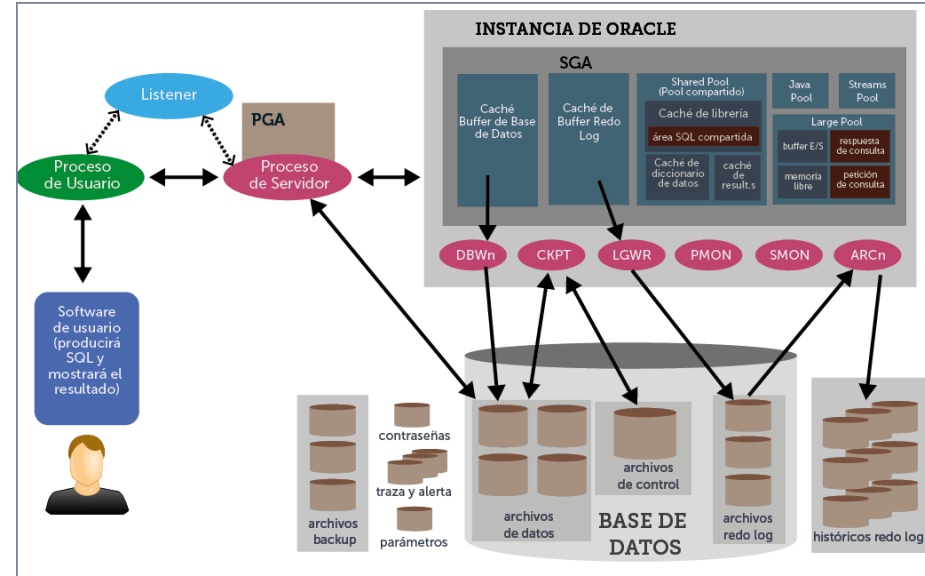 INSTANCIA DE ORACLE
SGA
Caché
Buffer de Base
de Datos
Caché de
Buffer Redo
Log
Shared Pool
(Pool compartido)
Caché de librería
área SQL compartida
Caché de
diccionario
de datos
caché
de
result,s
Java
Pool
Streams
Pool
Large Pool
buffer E/S
respuesta
de consulta
memoria
libre
petición
de consulta
Listener
PGA
Proceso
de Usuario
Proceso
de Servidor
DBWn
CKPT
LGWR
PMON
SMON
ARCn
Software
de usuario
(producirá
SQL y
mostrará el
resultado)
archivos
backup
contraseñas
traza y alerta
parámetros
archivos
de datos
archivos
de control
BASE DE
DATOS
archivos
redo log
históricos redo log